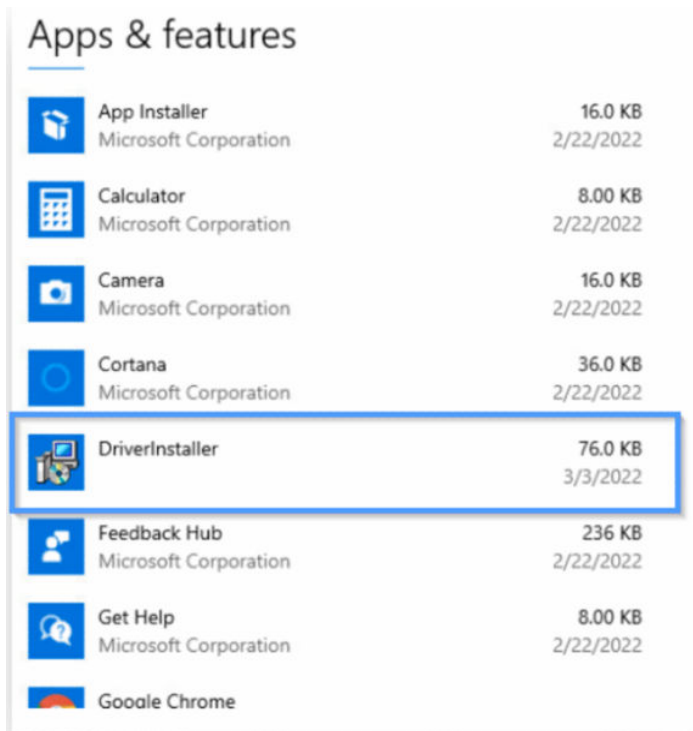 Apps & features
App Installer 16.0 KB
Microsoft Corporation 2/22/2022
Calculator 8.00 KB
Microsoft Corporation 2/22/2022
Camera 16.0 KB
Microsoft Corporation 2/22/2022
Cortana 36.0 KB
Microsoft Corporation 2/22/2022
DriverInstaller 76.0 KB
3/3/2022
Feedback Hub 236 KB
Microsoft Corporation 2/22/2022
Get Help 8.00 KB
Microsoft Corporation 2/22/2022
Google Chrome